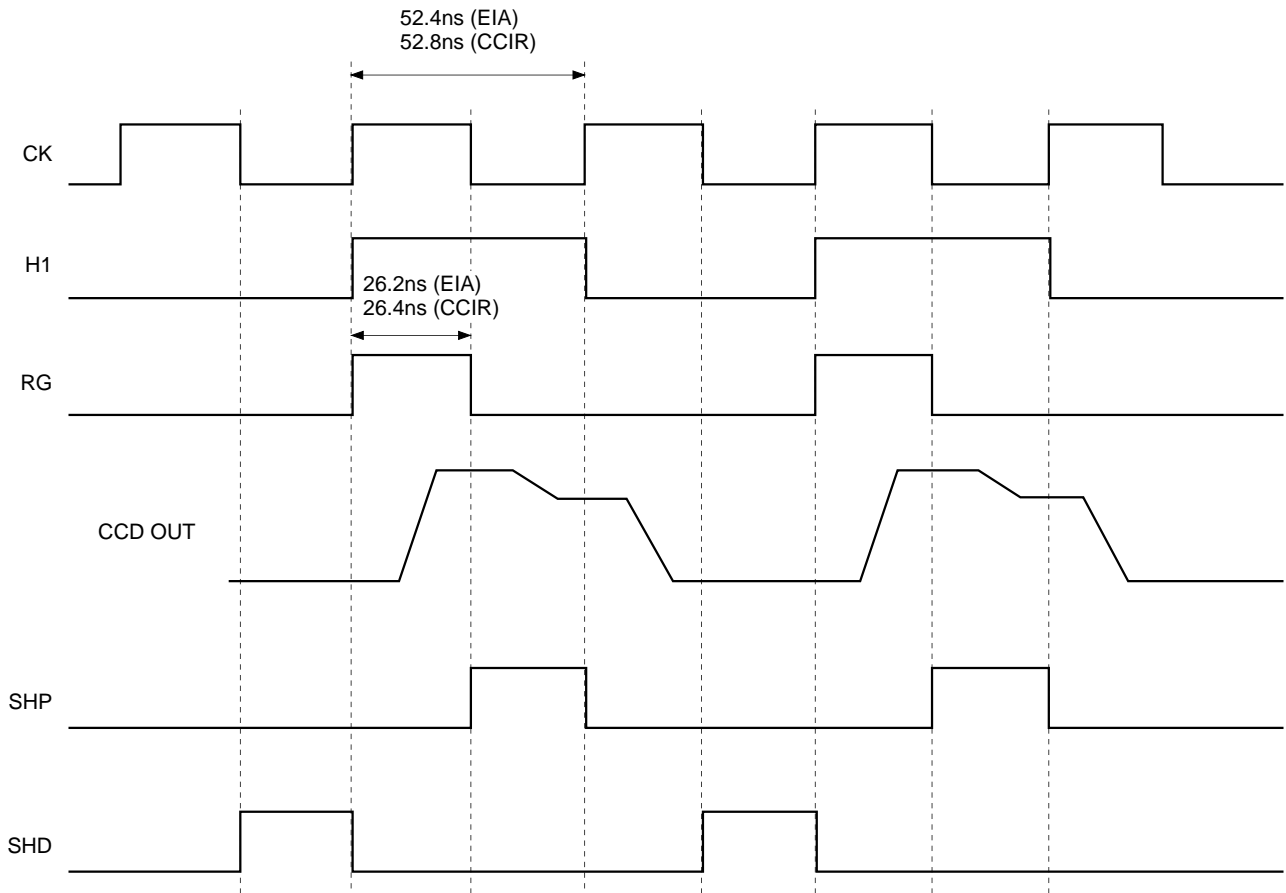 52.4ns (EIA)
52.8ns (CCIR)
CK
H1
26.2ns (EIA)
26.4ns (CCIR)
RG
CCD OUT
SHP
SHD